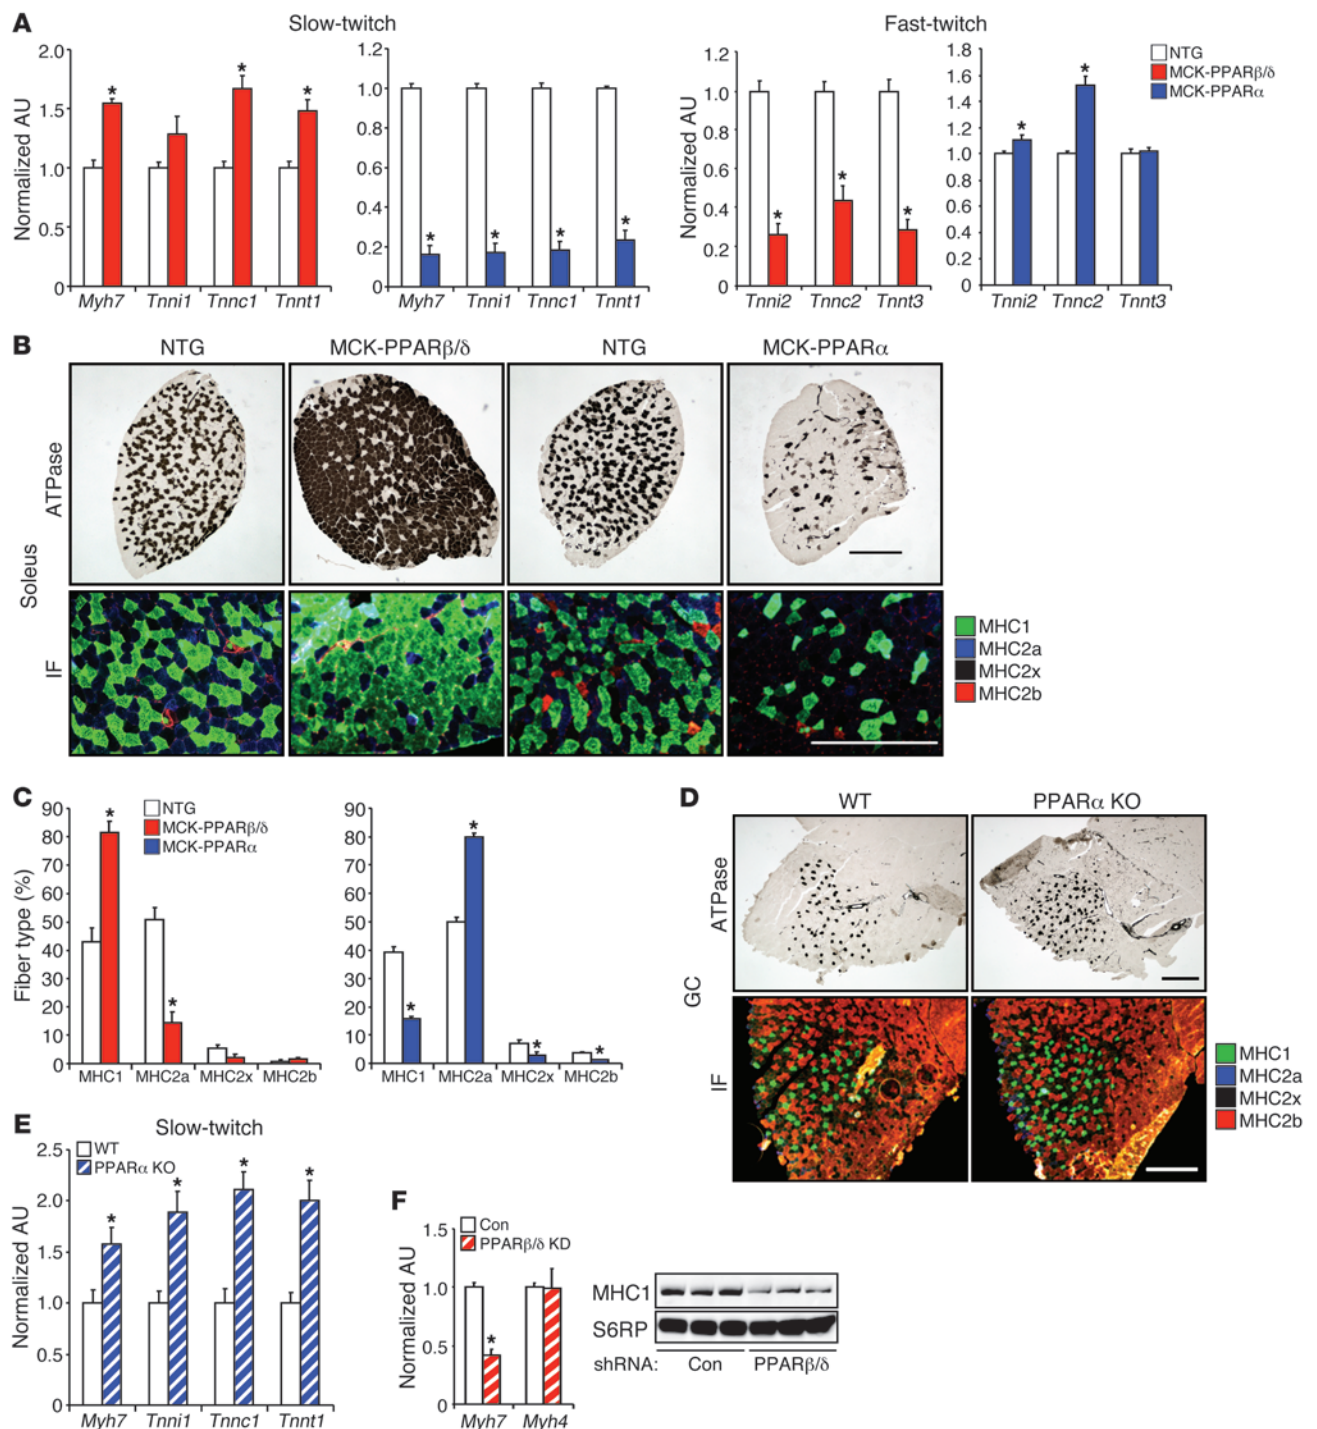 A
Slow-twitch
Fast-twitch
Normalized AU
2.0
1.5
1.0
0.5
0
Myh7 Tnni1 Tnnc1 Tnnt1
* * *
1.2
1.0
0.8
0.6
0.4
0.2
0
Myh7 Tnni1 Tnnc1 Tnnt1
* * * *
Normalized AU
1.2
1.0
0.8
0.6
0.4
0.2
0
Tnni2 Tnnc2 Tnnt3
* * *
1.8
1.6
1.4
1.2
1.0
0.8
0.6
0.4
0.2
0
Tnni2 Tnnc2 Tnnt3
* *
NTG
MCK-PPARβ/δ
MCK-PPARα
B
NTG MCK-PPARβ/δ NTG MCK-PPARα
Soleus
ATPase
IF
MHC1
MHC2a
MHC2x
MHC2b
C
Fiber type (%)
90
80
70
60
50
40
30
20
10
0
MHC1 MHC2a MHC2x MHC2b
* *
NTG
MCK-PPARβ/δ
MCK-PPARα
90
80
70
60
50
40
30
20
10
0
MHC1 MHC2a MHC2x MHC2b
* * * *
D
WT PPARα KO
GC
ATPase
IF
MHC1
MHC2a
MHC2x
MHC2b
E
Slow-twitch
WT
PPARα KO
Normalized AU
2.5
2.0
1.5
1.0
0.5
0
Myh7 Tnni1 Tnnc1 Tnnt1
* * * *
F
Con
PPARβ/δ KD
Normalized AU
1.5
1.0
0.5
0
Myh7 Myh4
*
MHC1
S6RP
shRNA: Con PPARβ/δ